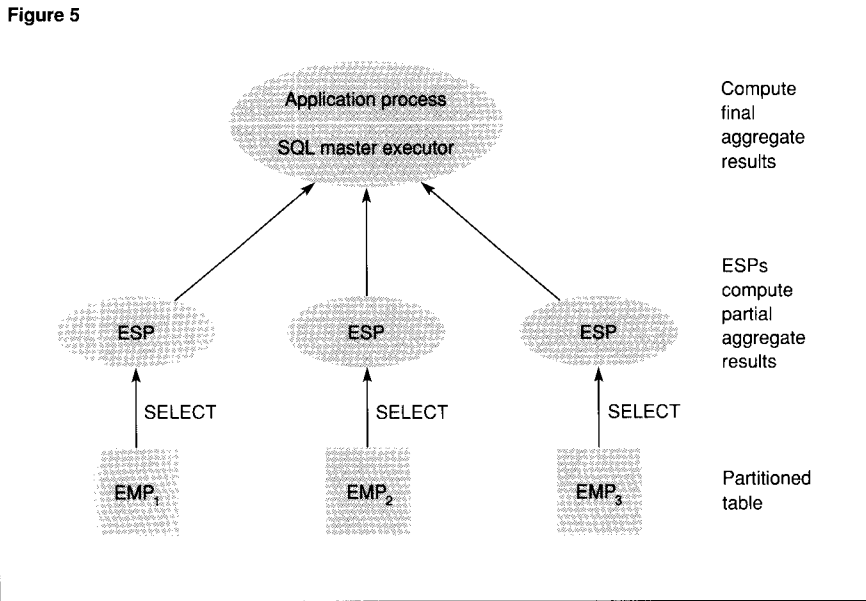 Figure 5
Application process
SQL master executor
Compute
final
aggregate
results
ESP
ESP
ESP
ESPs
compute
partial
aggregate
results
SELECT
SELECT
SELECT
EMP1
EMP2
EMP3
Partitioned
table